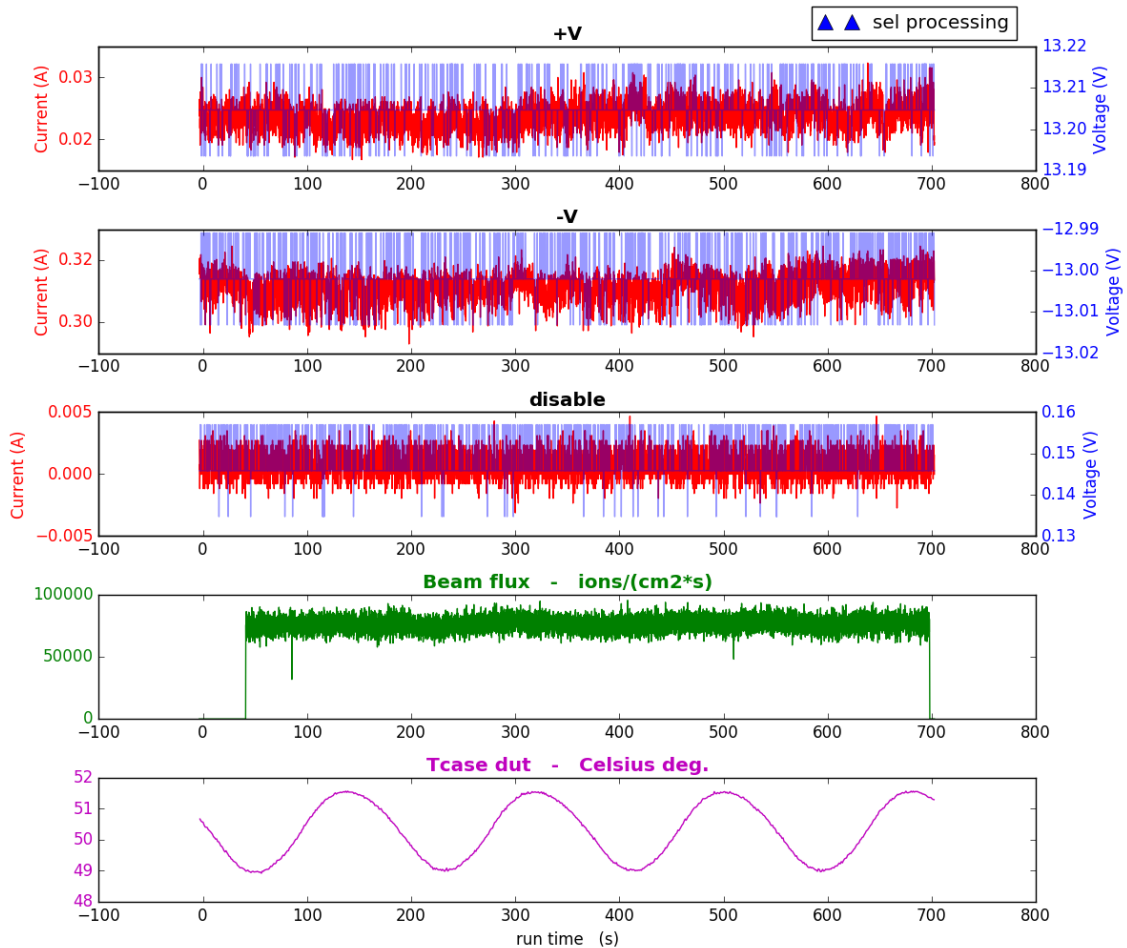 ▲ ▲ sel processing
+V
Current (A)
0.03
0.02
13.22
13.21
13.20
13.19
Voltage (V)
−100 0 100 200 300 400 500 600 700 800
-V
Current (A)
0.32
0.30
−12.99
−13.00
−13.01
−13.02
Voltage (V)
−100 0 100 200 300 400 500 600 700 800
disable
Current (A)
0.005
0.000
−0.005
0.16
0.15
0.14
0.13
Voltage (V)
−100 0 100 200 300 400 500 600 700 800
Beam flux - ions/(cm2*s)
100000
50000
0
−100 0 100 200 300 400 500 600 700 800
Tcase dut - Celsius deg.
52
51
50
49
48
−100 0 100 200 300 400 500 600 700 800
run time (s)